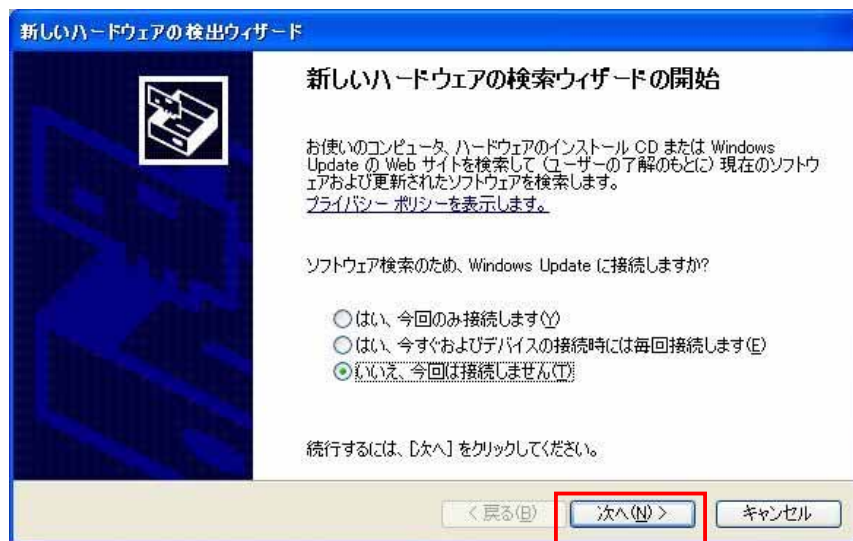 新しいハードウェアの検出ウィザード
新しいハードウェアの検索ウィザードの開始
お使いのコンピュータ、ハードウェアのインストール CD または Windows
Update の Web サイトを検索して (ユーザーの了解のもとに) 現在のソフトウ
ェアおよび更新されたソフトウェアを検索します。
プライバシー ポリシーを表示します。
ソフトウェア検索のため、Windows Update に接続しますか?
はい、今回のみ接続します(Y)
はい、今すぐおよびデバイスの接続時には毎回接続します(E)
いいえ、今回は接続しません(T)
続行するには、[次へ] をクリックしてください。
< 戻る(B) 次へ(N) > キャンセル